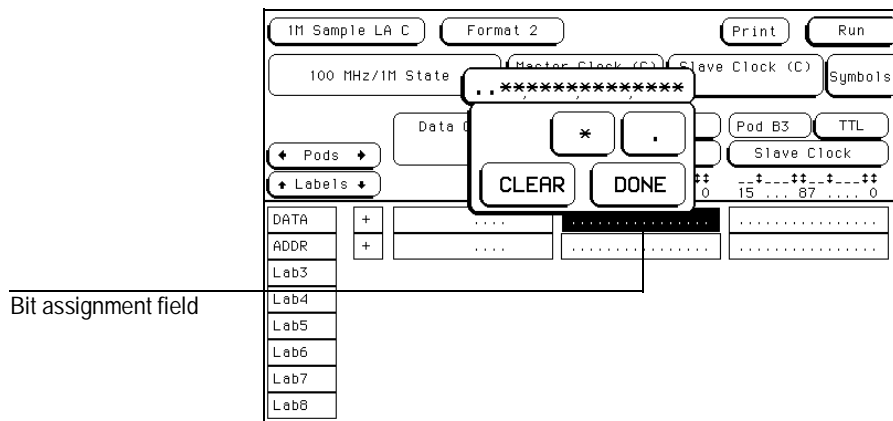 1M Sample LA C Format 2 Print Run
100 MHz/1M State Master Clock (C) Slave Clock (C) Symbols
..**************
Data Pod B3 TTL
* .
← Pods → Slave Clock
↑ Labels ↓ CLEAR DONE 0 15 ... 87 .... 0
DATA + .... ................ ................
ADDR + .... ................ ................
Lab3
Bit assignment field
Lab4
Lab5
Lab6
Lab7
Lab8